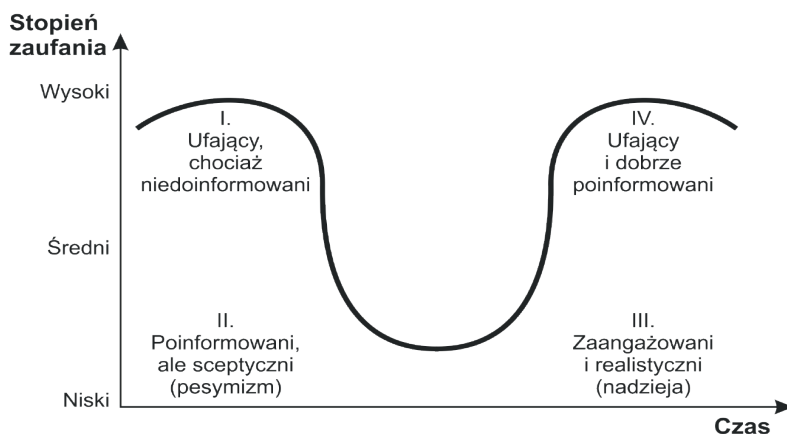 Stopień
zaufania
Wysoki
I.
Ufający,
chociaż
niedoinformowani
IV.
Ufający
i dobrze
poinformowani
Średni
II.
Poinformowani,
ale sceptyczni
(pesymizm)
III.
Zaangażowani
i realistyczni
(nadzieja)
Niski
Czas